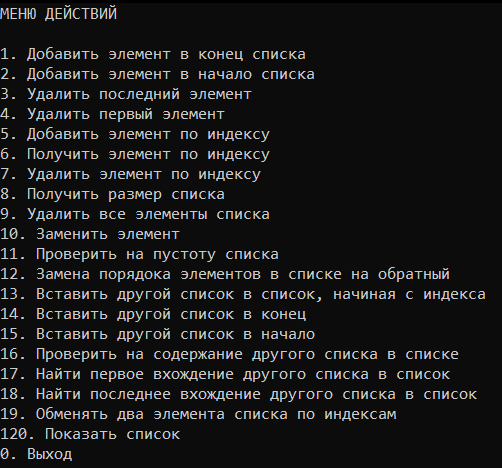 МЕНЮ ДЕЙСТВИЙ
1. Добавить элемент в конец списка
2. Добавить элемент в начало списка
3. Удалить последний элемент
4. Удалить первый элемент
5. Добавить элемент по индексу
6. Получить элемент по индексу
7. Удалить элемент по индексу
8. Получить размер списка
9. Удалить все элементы списка
10. Заменить элемент
11. Проверить на пустоту списка
12. Замена порядока элементов в списке на обратный
13. Вставить другой список в список, начиная с индекса
14. Вставить другой список в конец
15. Вставить другой список в начало
16. Проверить на содержание другого списка в списке
17. Найти первое вхождение другого списка в список
18. Найти последнее вхождение другого списка в список
19. Обменять два элемента списка по индексам
120. Показать список
0. Выход